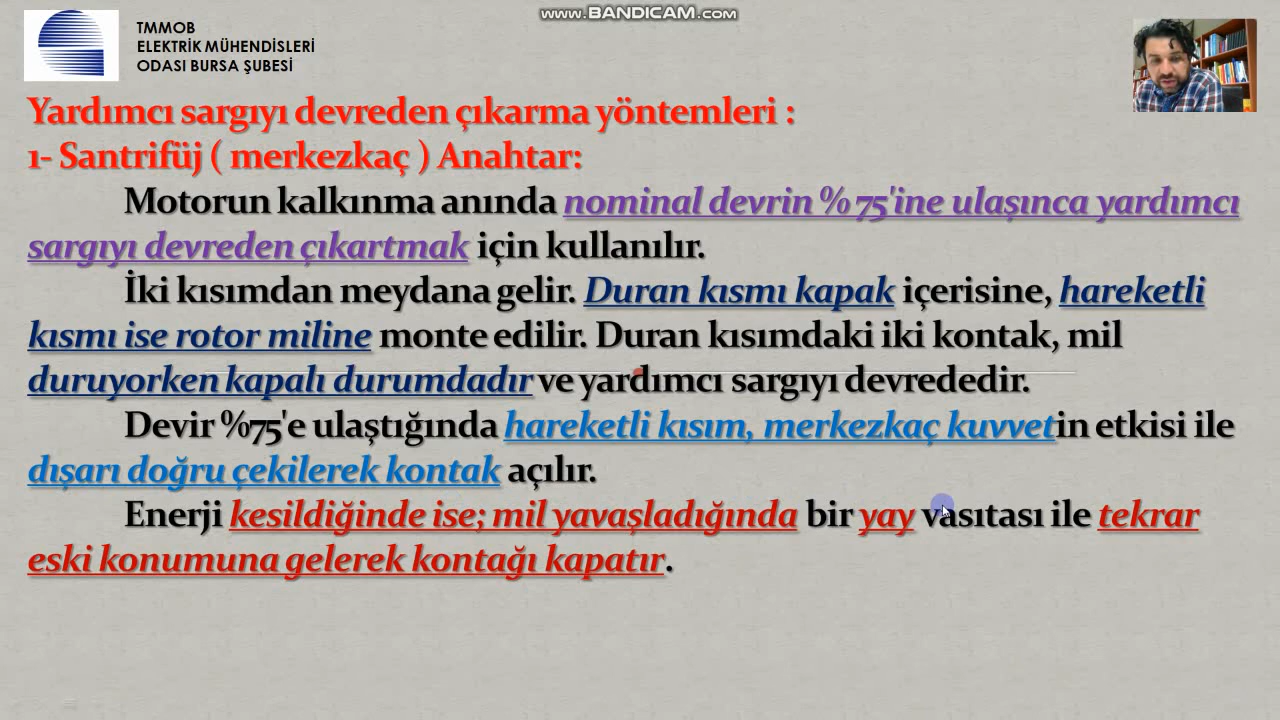 www.BANDICAM.com
TMMOB
ELEKTRİK MÜHENDİSLERİ
ODASI BURSA ŞUBESİ
Yardımcı sargıyı devreden çıkarma yöntemleri :
1- Santrifüj ( merkezkaç ) Anahtar:
Motorun kalkınma anında nominal devrin %75'ine ulaşınca yardımcı
sargıyı devreden çıkartmak için kullanılır.
İki kısımdan meydana gelir. Duran kısmı kapak içerisine, hareketli
kısmı ise rotor miline monte edilir. Duran kısımdaki iki kontak, mil
duruyorken kapalı durumdadır ve yardımcı sargıyı devrededir.
Devir %75'e ulaştığında hareketli kısım, merkezkaç kuvvetin etkisi ile
dışarı doğru çekilerek kontak açılır.
Enerji kesildiğinde ise; mil yavaşladığında bir yay vasıtası ile tekrar
eski konumuna gelerek kontağı kapatır.